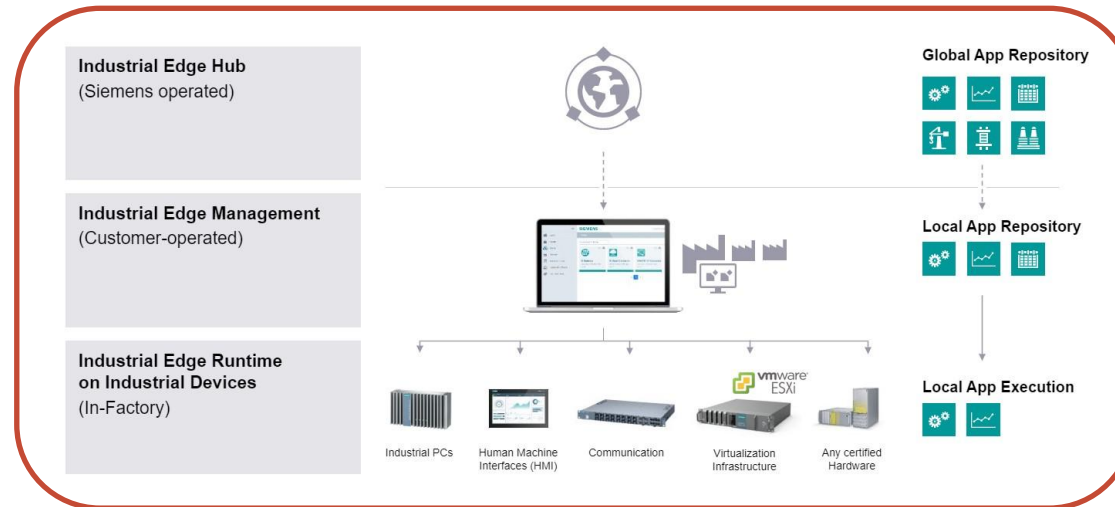 Industrial Edge Hub
(Siemens operated)
Global App Repository
Industrial Edge Management
(Customer-operated)
SIEMENS
Local App Repository
Industrial Edge Runtime
on Industrial Devices
(In-Factory)
vmware
ESXi
Local App Execution
Industrial PCs
Human Machine
Interfaces (HMI)
Communication
Virtualization
Infrastructure
Any certified
Hardware